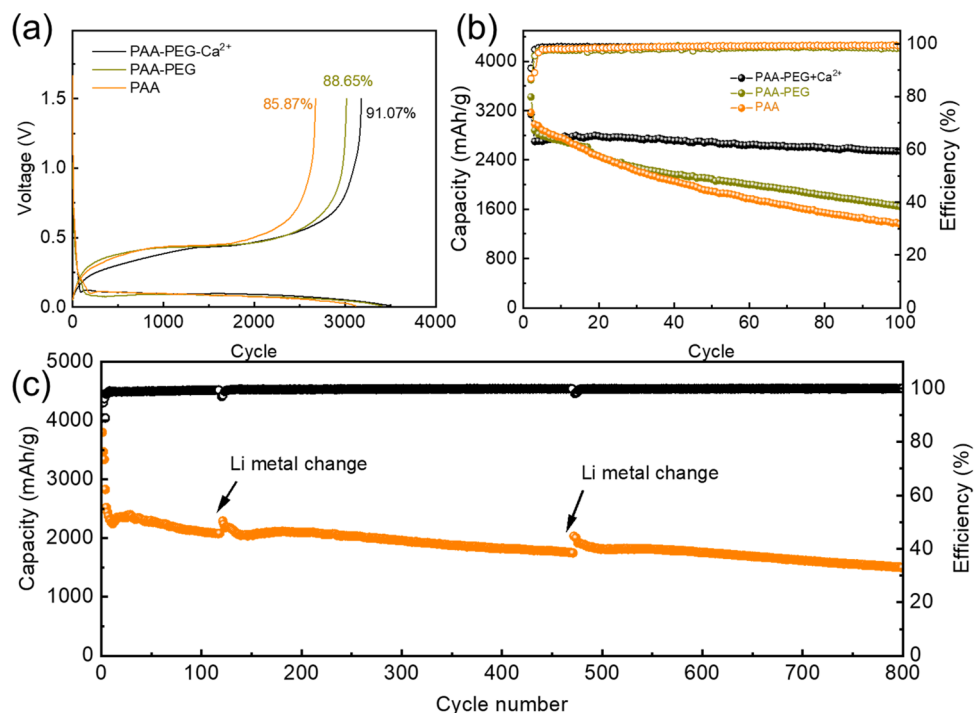 (a)
PAA-PEG-Ca²⁺
PAA-PEG
PAA
85.87%
88.65%
91.07%
Voltage (V)
1.5
1.0
0.5
0.0
0
1000
2000
3000
4000
Cycle
(b)
PAA-PEG+Ca²⁺
PAA-PEG
PAA
Capacity (mAh/g)
4400
3600
2800
1600
800
0
0
20
40
60
80
100
Cycle
Efficiency (%)
100
80
60
40
20
0
(c)
Li metal change
Li metal change
Capacity (mAh/g)
5000
4000
3000
2000
1000
0
0
100
200
300
400
500
600
700
800
Cycle number
Efficiency (%)
100
80
60
40
20
0